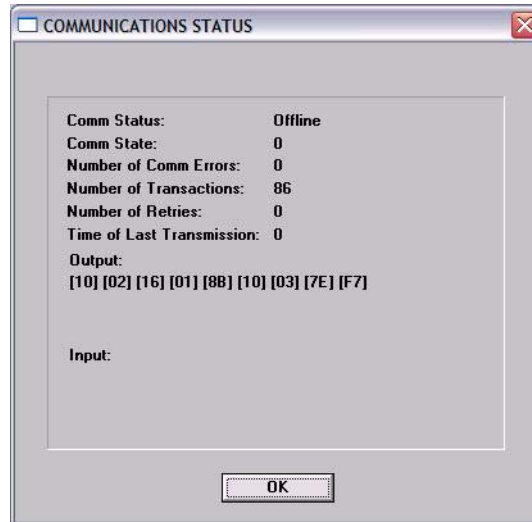 COMMUNICATIONS STATUS
Comm Status: Offline
Comm State: 0
Number of Comm Errors: 0
Number of Transactions: 86
Number of Retries: 0
Time of Last Transmission: 0
Output:
[10] [02] [16] [01] [8B] [10] [03] [7E] [F7]
Input:
OK